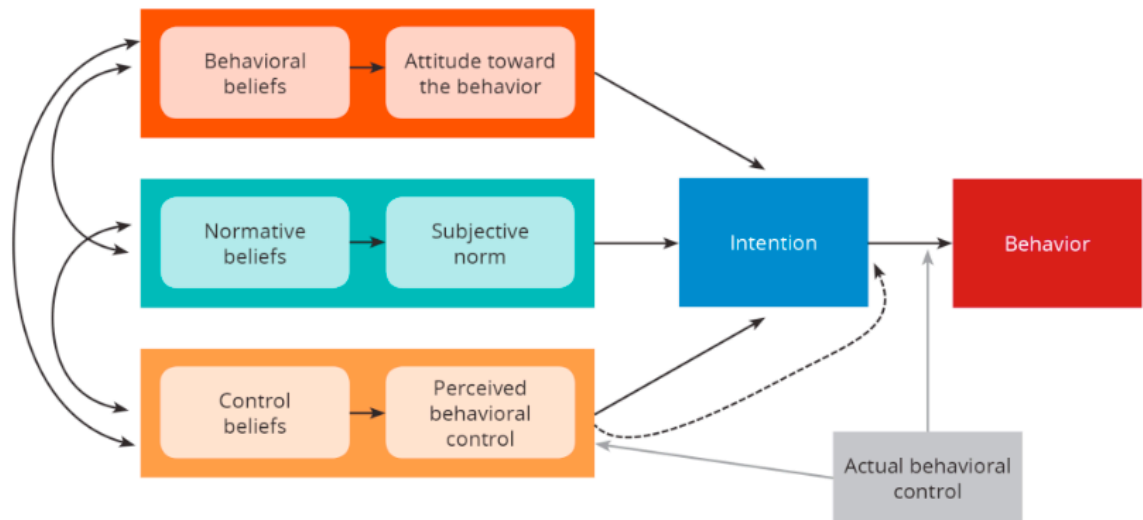 Behavioral
beliefs
Attitude toward
the behavior
Normative
beliefs
Subjective
norm
Intention
Behavior
Control
beliefs
Perceived
behavioral
control
Actual behavioral
control